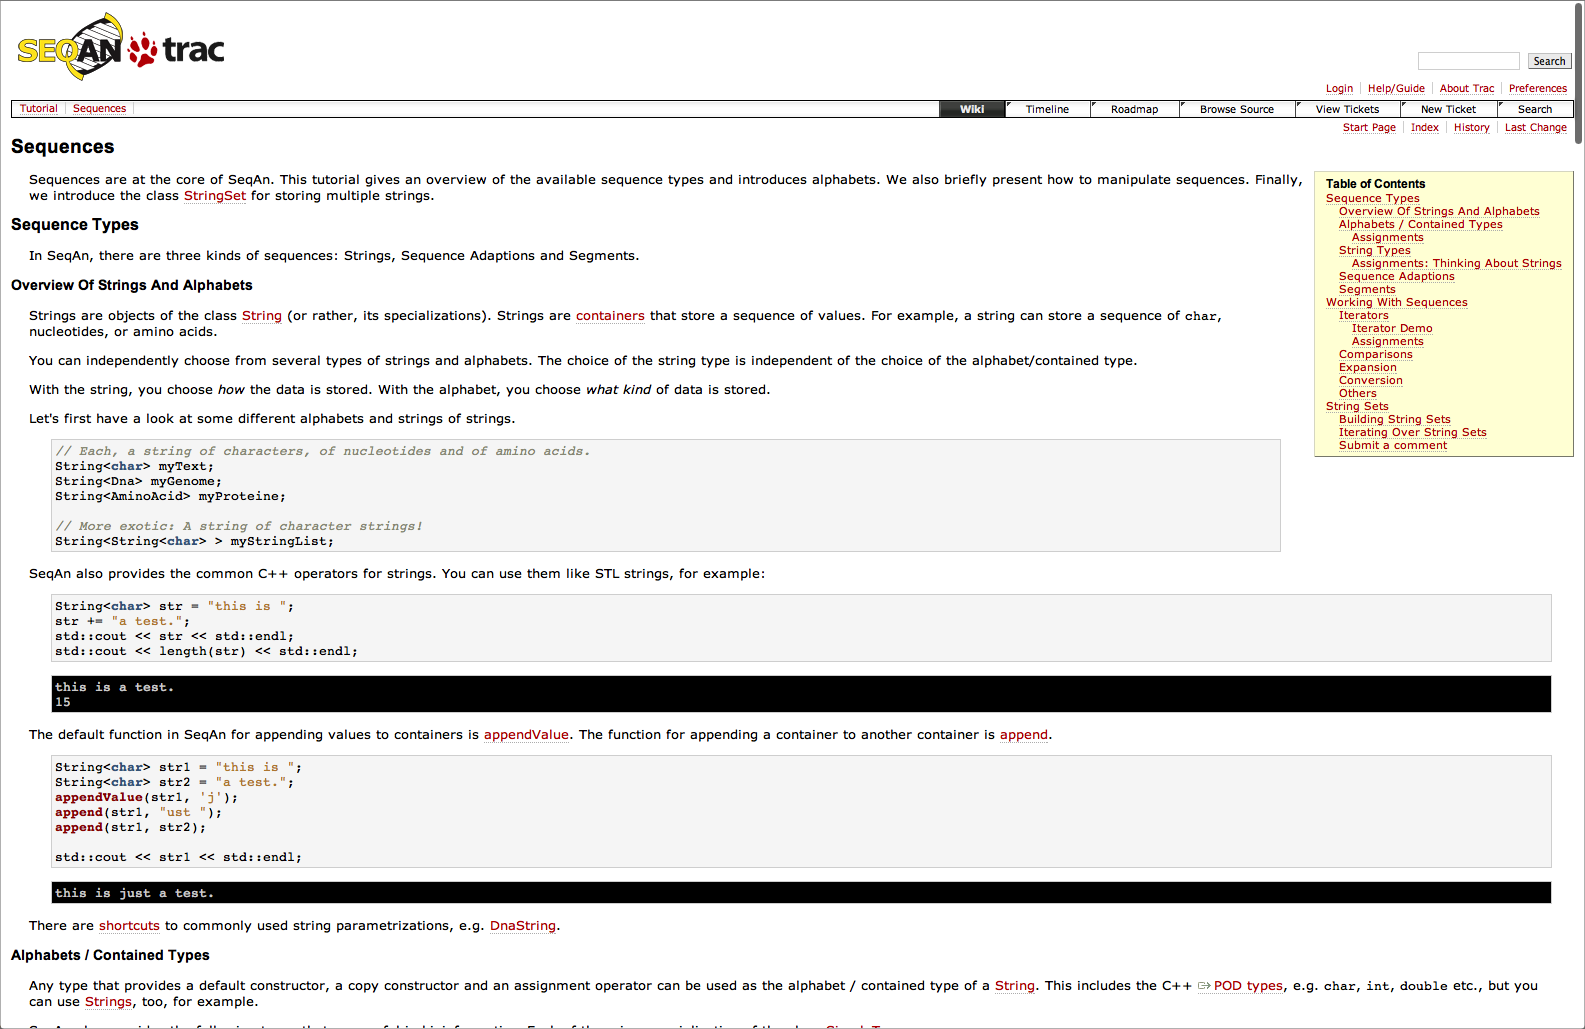 SEQAN trac
Search
Login Help/Guide About Trac Preferences
Tutorial Sequences Wiki Timeline Roadmap Browse Source View Tickets New Ticket Search
Start Page Index History Last Change
Sequences
Sequences are at the core of SeqAn. This tutorial gives an overview of the available sequence types and introduces alphabets. We also briefly present how to manipulate sequences. Finally,
we introduce the class StringSet for storing multiple strings.
Table of Contents
Sequence Types
Overview Of Strings And Alphabets
Alphabets / Contained Types
Assignments
String Types
Assignments: Thinking About Strings
Sequence Adaptions
Segments
Working With Sequences
Iterators
Iterator Demo
Assignments
Comparisons
Expansion
Conversion
Others
String Sets
Building String Sets
Iterating Over String Sets
Submit a comment
Sequence Types
In SeqAn, there are three kinds of sequences: Strings, Sequence Adaptions and Segments.
Overview Of Strings And Alphabets
Strings are objects of the class String (or rather, its specializations). Strings are containers that store a sequence of values. For example, a string can store a sequence of char,
nucleotides, or amino acids.
You can independently choose from several types of strings and alphabets. The choice of the string type is independent of the choice of the alphabet/contained type.
With the string, you choose how the data is stored. With the alphabet, you choose what kind of data is stored.
Let's first have a look at some different alphabets and strings of strings.
// Each, a string of characters, of nucleotides and of amino acids.
String<char> myText;
String<Dna> myGenome;
String<AminoAcid> myProteine;
// More exotic: A string of character strings!
String<String<char> > myStringList;
SeqAn also provides the common C++ operators for strings. You can use them like STL strings, for example:
String<char> str = "this is ";
str += "a test.";
std::cout << str << std::endl;
std::cout << length(str) << std::endl;
this is a test.
15
The default function in SeqAn for appending values to containers is appendValue. The function for appending a container to another container is append.
String<char> str1 = "this is ";
String<char> str2 = "a test.";
appendValue(str1, 'j');
append(str1, "ust ");
append(str1, str2);
std::cout << str1 << std::endl;
this is just a test.
There are shortcuts to commonly used string parametrizations, e.g. DnaString.
Alphabets / Contained Types
Any type that provides a default constructor, a copy constructor and an assignment operator can be used as the alphabet / contained type of a String. This includes the C++ POD types, e.g. char, int, double etc., but you
can use Strings, too, for example.